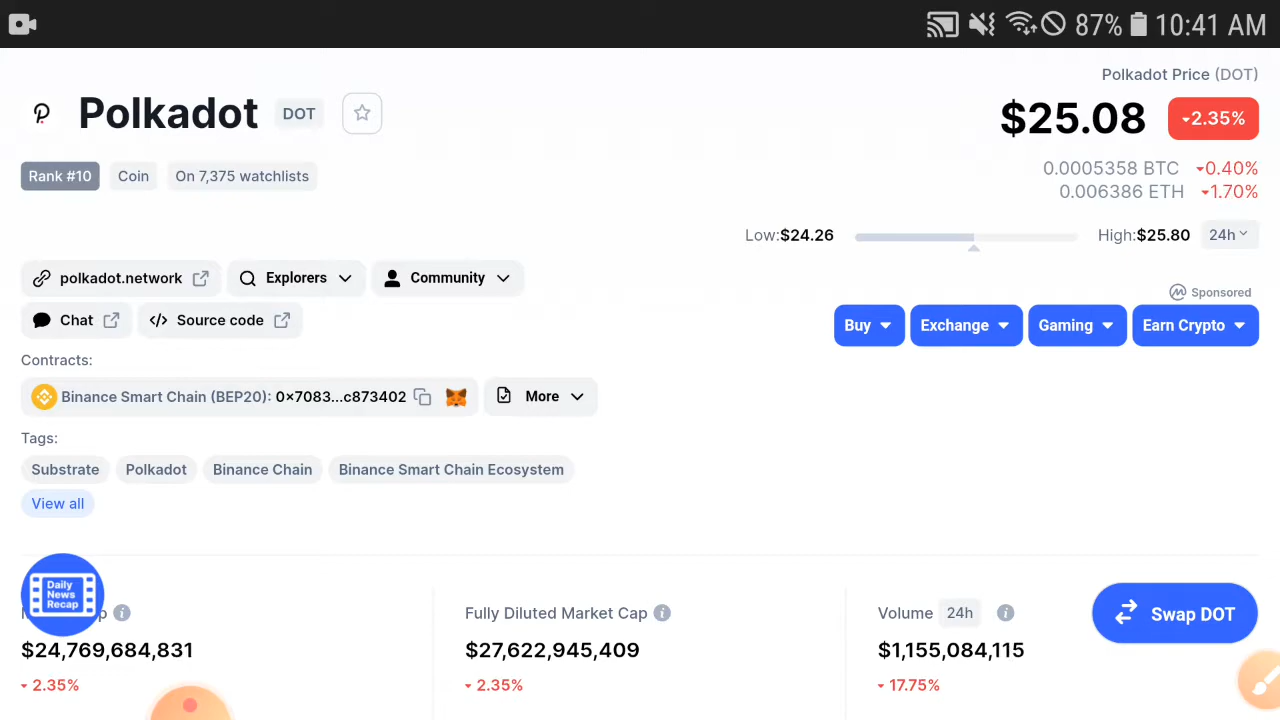 87% 10:41 AM
Polkadot Price (DOT)
Polkadot DOT $25.08 2.35%
Rank #10 Coin On 7,375 watchlists 0.0005358 BTC 0.40%
0.006386 ETH 1.70%
Low:$24.26 High:$25.80 24h
polkadot.network Explorers Community
Sponsored
Chat Source code Buy Exchange Gaming Earn Crypto
Contracts:
Binance Smart Chain (BEP20): 0x7083...c873402 More
Tags:
Substrate Polkadot Binance Chain Binance Smart Chain Ecosystem
View all
Daily
News
Recap
Fully Diluted Market Cap Volume 24h Swap DOT
$24,769,684,831 $27,622,945,409 $1,155,084,115
2.35% 2.35% 17.75%